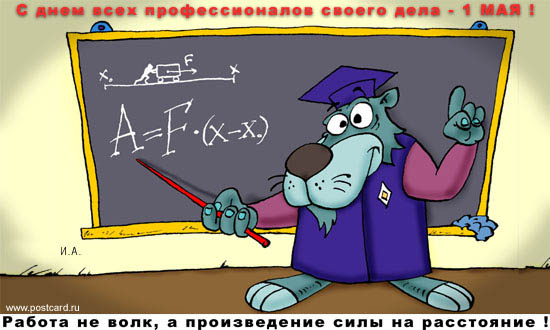 С днем всех профессионалов своего дела - 1 МАЯ !
x. F x
A=F·(x-x.)
И.А.
www.postcard.ru
Работа не волк, а произведение силы на расстояние !